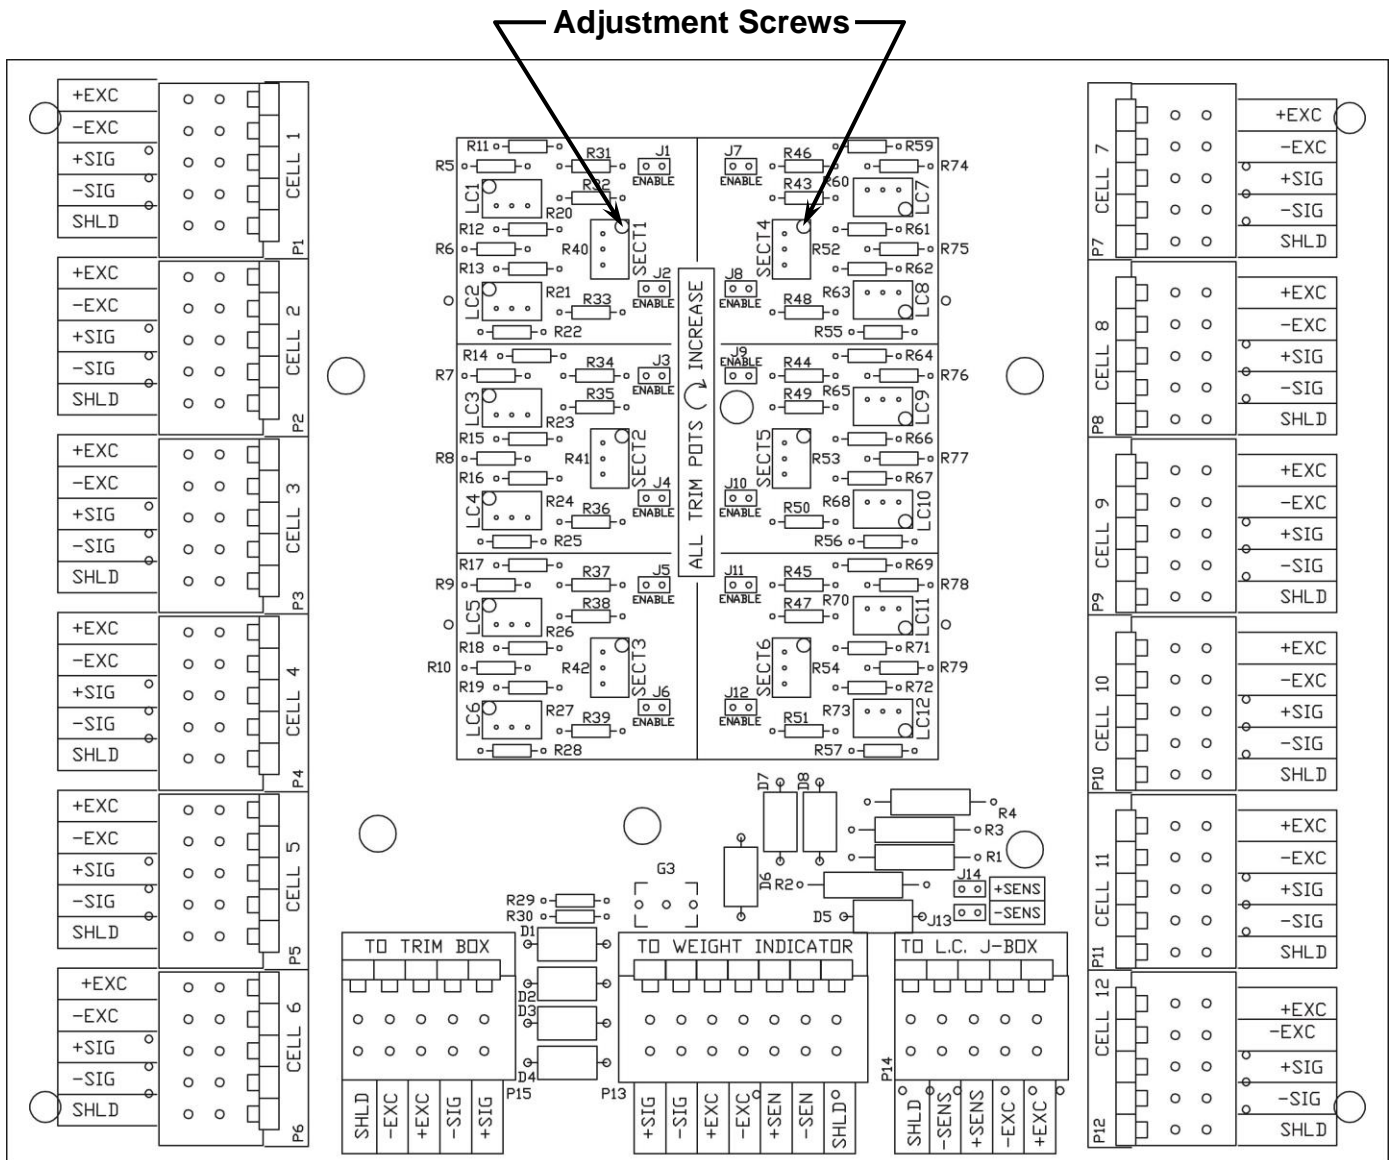 Adjustment Screws
+EXC
-EXC
+SIG
-SIG
SHLD
CELL 1
P1
+EXC
-EXC
+SIG
-SIG
SHLD
CELL 2
P2
+EXC
-EXC
+SIG
-SIG
SHLD
CELL 3
P3
+EXC
-EXC
+SIG
-SIG
SHLD
CELL 4
P4
+EXC
-EXC
+SIG
-SIG
SHLD
CELL 5
P5
+EXC
-EXC
+SIG
-SIG
SHLD
CELL 6
P6
R11
R5
R31
J1
ENABLE
LC1
R32
R20
R12
R6
R40
SECT1
R13
J2
ENABLE
LC2
R21
R33
R22
R14
R7
R34
J3
ENABLE
LC3
R35
R23
R15
R8
R41
SECT2
R16
J4
ENABLE
LC4
R24
R36
R25
R17
R9
R37
J5
ENABLE
LC5
R38
R26
R18
R10
R42
SECT3
R19
J6
ENABLE
LC6
R27
R39
R28
ALL TRIM POTS INCREASE
J7
ENABLE
R46
R59
R74
R43
R60
LC7
R61
SECT4
R52
R75
R62
J8
ENABLE
R48
R63
LC8
R55
J9
ENABLE
R44
R64
R76
R49
R65
LC9
R66
SECT5
R53
R77
R67
J10
ENABLE
R50
R68
LC10
R56
J11
ENABLE
R45
R69
R78
R47
R70
LC11
R71
SECT6
R54
R79
R72
J12
ENABLE
R51
R73
LC12
R57
D7
D8
R4
R3
R1
D6
R2
G3
J14
+SENS
J13
-SENS
D5
R29
R30
D1
D2
D3
D4
TO TRIM BOX
P15
SHLD
-EXC
+EXC
-SIG
+SIG
TO WEIGHT INDICATOR
P13
+SIG
-SIG
+EXC
-EXC
+SEN
-SEN
SHLD
TO L.C. J-BOX
P14
SHLD
-SENS
+SENS
-EXC
+EXC
CELL 7
P7
+EXC
-EXC
+SIG
-SIG
SHLD
CELL 8
P8
+EXC
-EXC
+SIG
-SIG
SHLD
CELL 9
P9
+EXC
-EXC
+SIG
-SIG
SHLD
CELL 10
P10
+EXC
-EXC
+SIG
-SIG
SHLD
CELL 11
P11
+EXC
-EXC
+SIG
-SIG
SHLD
CELL 12
P12
+EXC
-EXC
+SIG
-SIG
SHLD